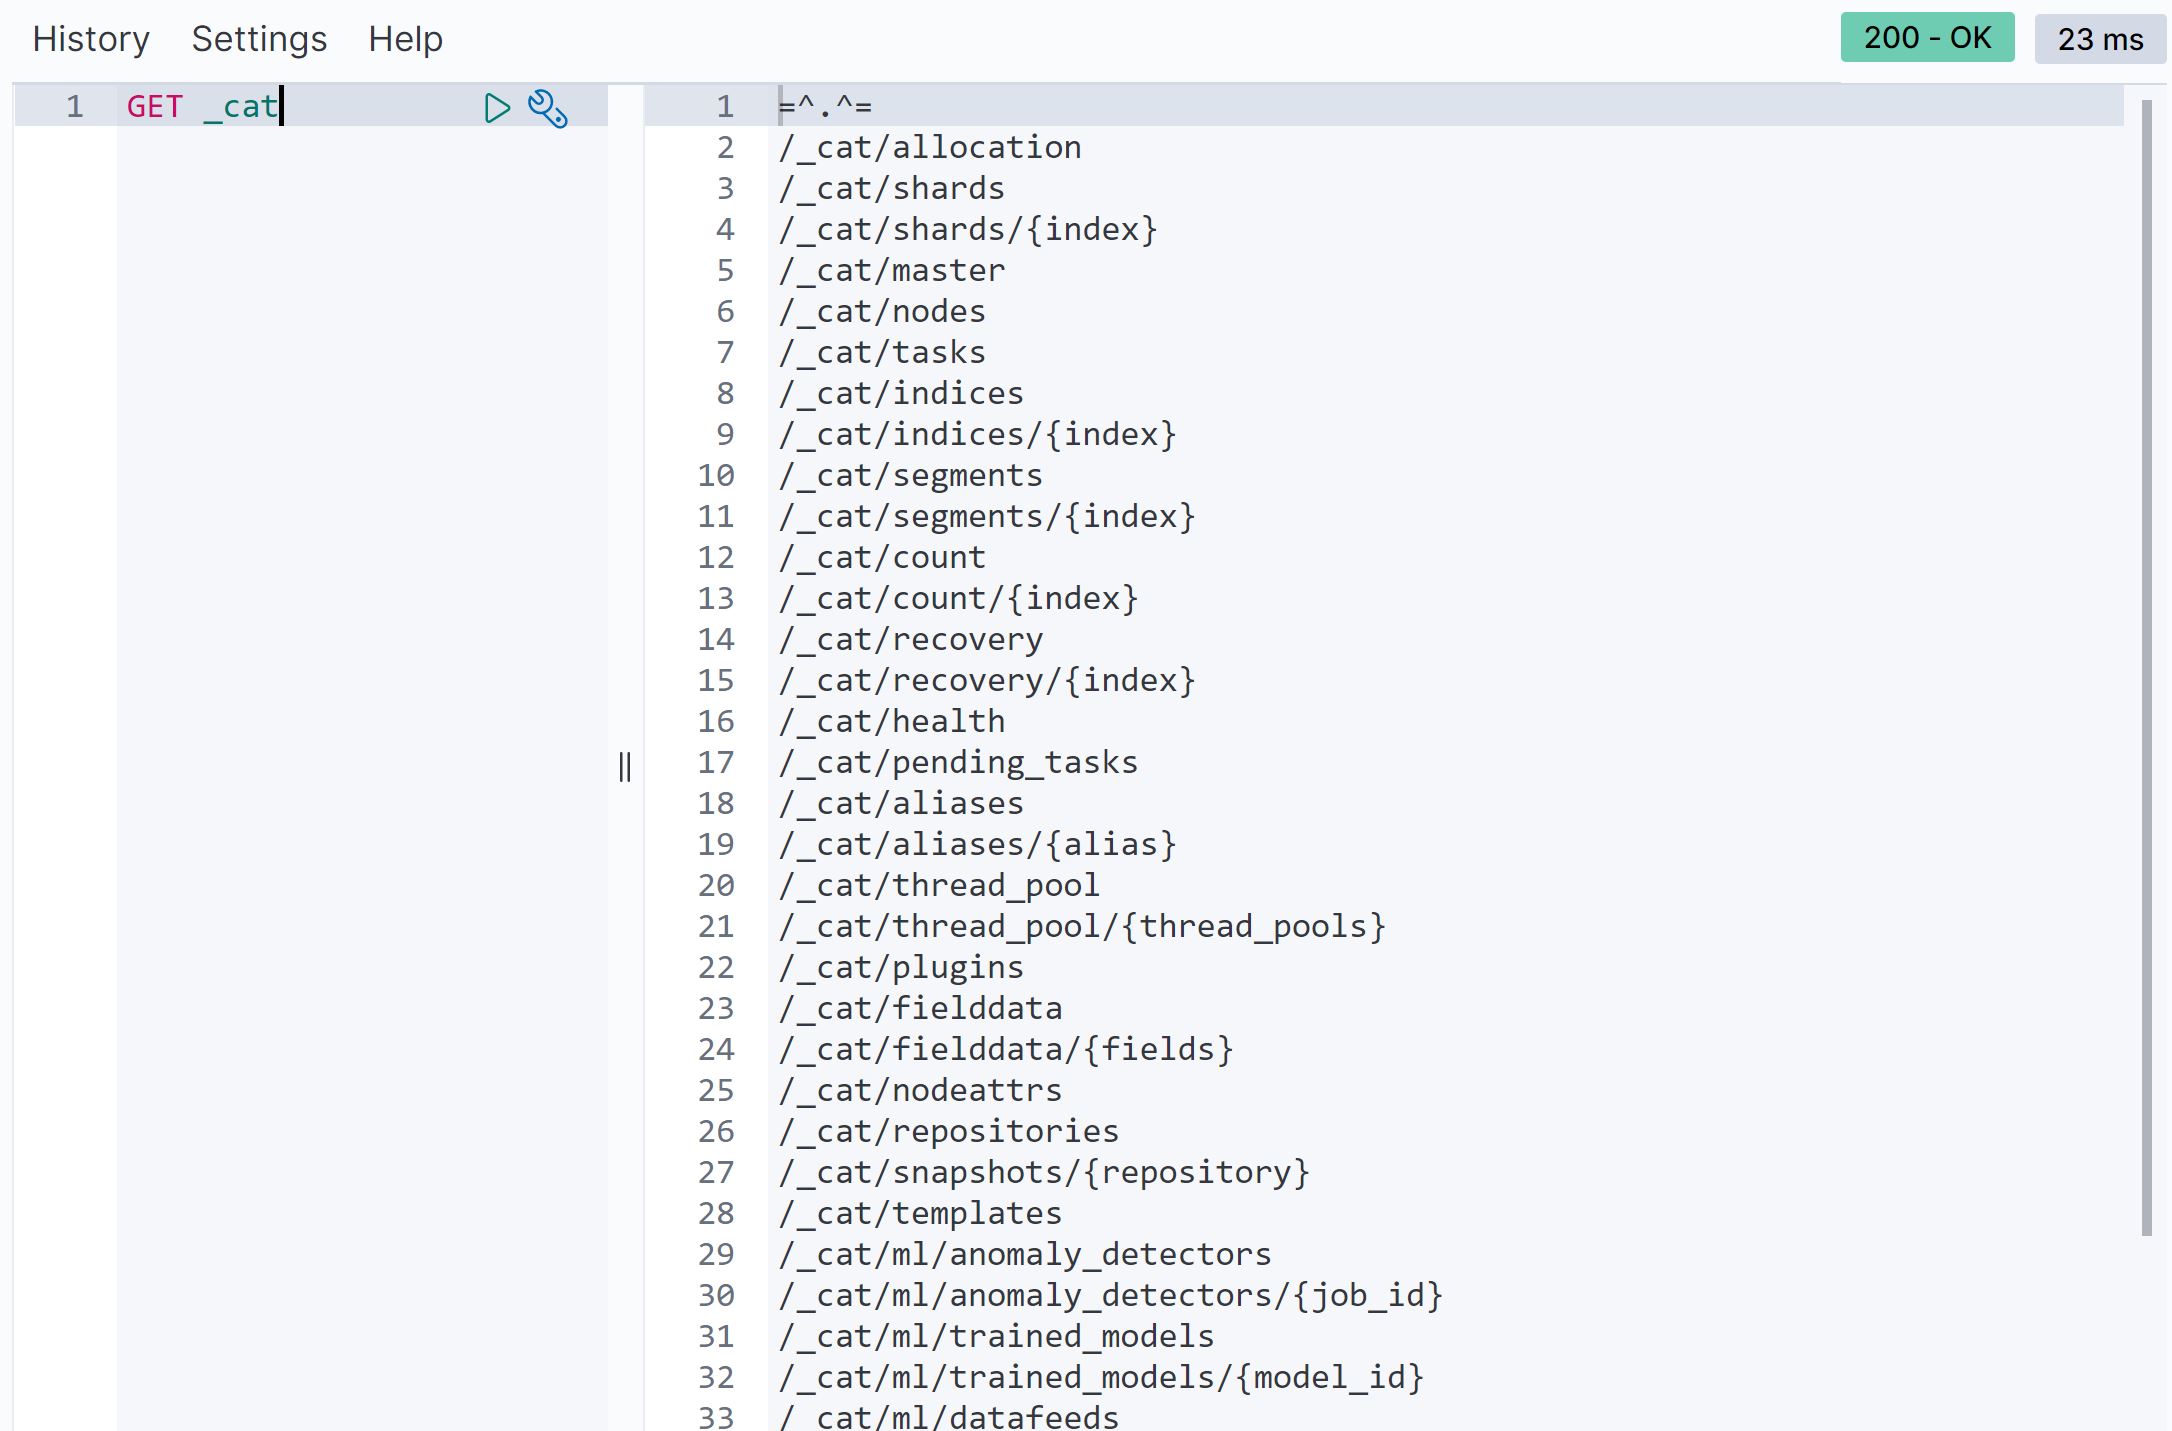 History Settings Help 200 - OK 23 ms
1 GET _cat
1 =^.^=
2 /_cat/allocation
3 /_cat/shards
4 /_cat/shards/{index}
5 /_cat/master
6 /_cat/nodes
7 /_cat/tasks
8 /_cat/indices
9 /_cat/indices/{index}
10 /_cat/segments
11 /_cat/segments/{index}
12 /_cat/count
13 /_cat/count/{index}
14 /_cat/recovery
15 /_cat/recovery/{index}
16 /_cat/health
17 /_cat/pending_tasks
18 /_cat/aliases
19 /_cat/aliases/{alias}
20 /_cat/thread_pool
21 /_cat/thread_pool/{thread_pools}
22 /_cat/plugins
23 /_cat/fielddata
24 /_cat/fielddata/{fields}
25 /_cat/nodeattrs
26 /_cat/repositories
27 /_cat/snapshots/{repository}
28 /_cat/templates
29 /_cat/ml/anomaly_detectors
30 /_cat/ml/anomaly_detectors/{job_id}
31 /_cat/ml/trained_models
32 /_cat/ml/trained_models/{model_id}
33 /_cat/ml/datafeeds